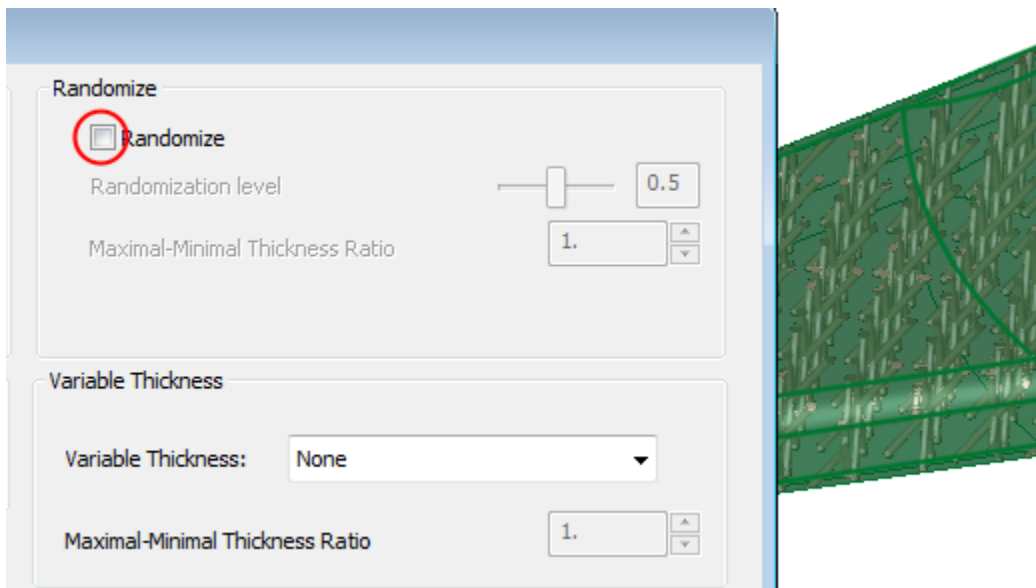 Randomize
Randomize
Randomization level 0.5
Maximal-Minimal Thickness Ratio 1.
Variable Thickness
Variable Thickness: None
Maximal-Minimal Thickness Ratio 1.